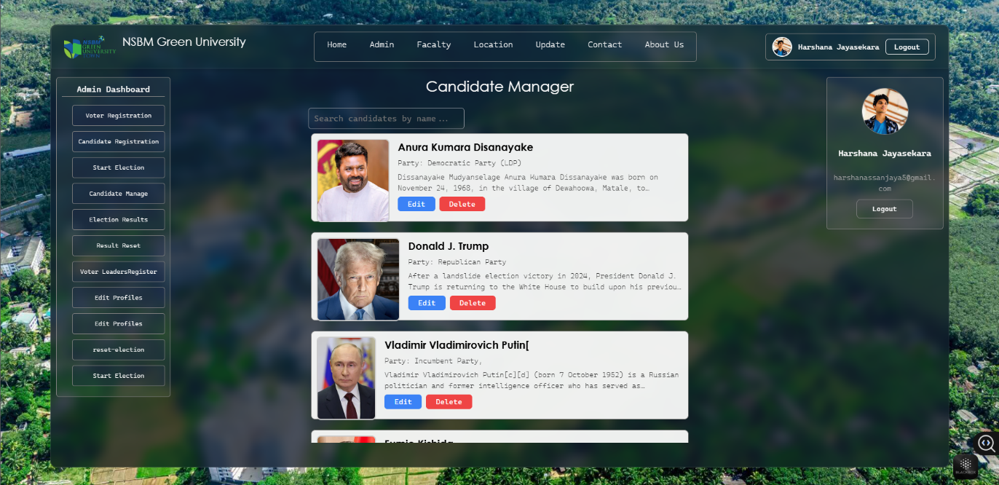 NSBM
GREEN
UNIVERSITY
TOWN
NSBM Green University
Home
Admin
Faculty
Location
Update
Contact
About Us
Harshana Jayasekara
Logout
Admin Dashboard
Voter Registration
Candidate Registration
Start Election
Candidate Manage
Election Results
Result Reset
Voter LeadersRegister
Edit Profiles
Edit Profiles
reset-election
Start Election
Candidate Manager
Search candidates by name...
Anura Kumara Disanayake
Party: Democratic Party (LDP)
Dissanayake Mudyanselage Anura Kumara Dissanayake was born on
November 24, 1968, in the village of Dewahoowa, Matale, to…
Edit
Delete
Donald J. Trump
Party: Republican Party
After a landslide election victory in 2024, President Donald J.
Trump is returning to the White House to build upon his previou…
Edit
Delete
Vladimir Vladimirovich Putin[
Party: Incumbent Party,
Vladimir Vladimirovich Putin[c][d] (born 7 October 1952) is a Russian
politician and former intelligence officer who has served as…
Edit
Delete
Fumio Kishida
Harshana Jayasekara
harshanassanjaya5@gmail.
com
Logout
BLACKBOX